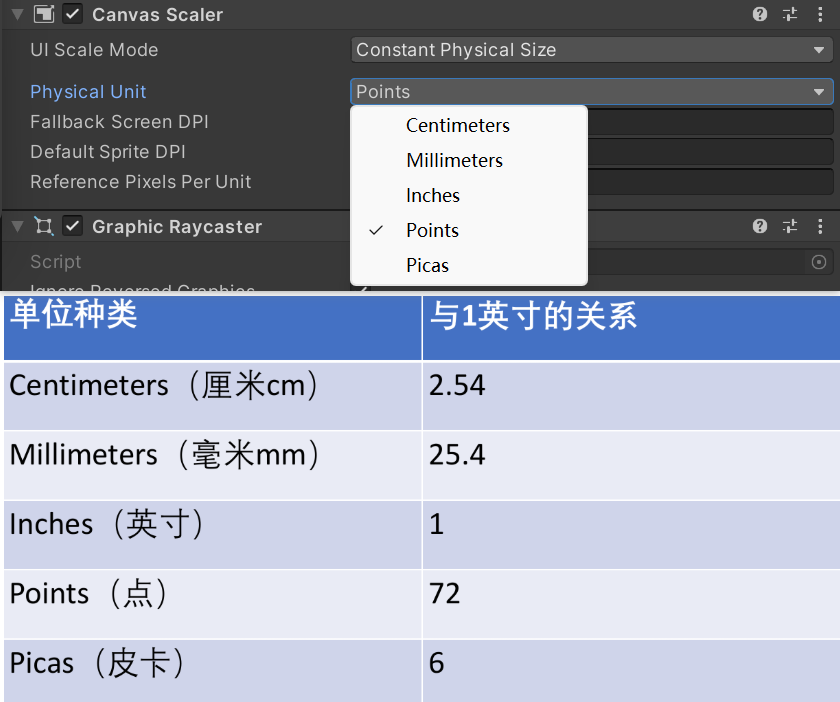 Canvas Scaler
UI Scale Mode
Constant Physical Size
Physical Unit
Points
Fallback Screen DPI
Centimeters
Default Sprite DPI
Millimeters
Reference Pixels Per Unit
Inches
Graphic Raycaster
Points
Script
Picas
Ignore Reversed Graphics
单位种类
与1英寸的关系
Centimeters（厘米cm）
2.54
Millimeters（毫米mm）
25.4
Inches（英寸）
1
Points（点）
72
Picas（皮卡）
6